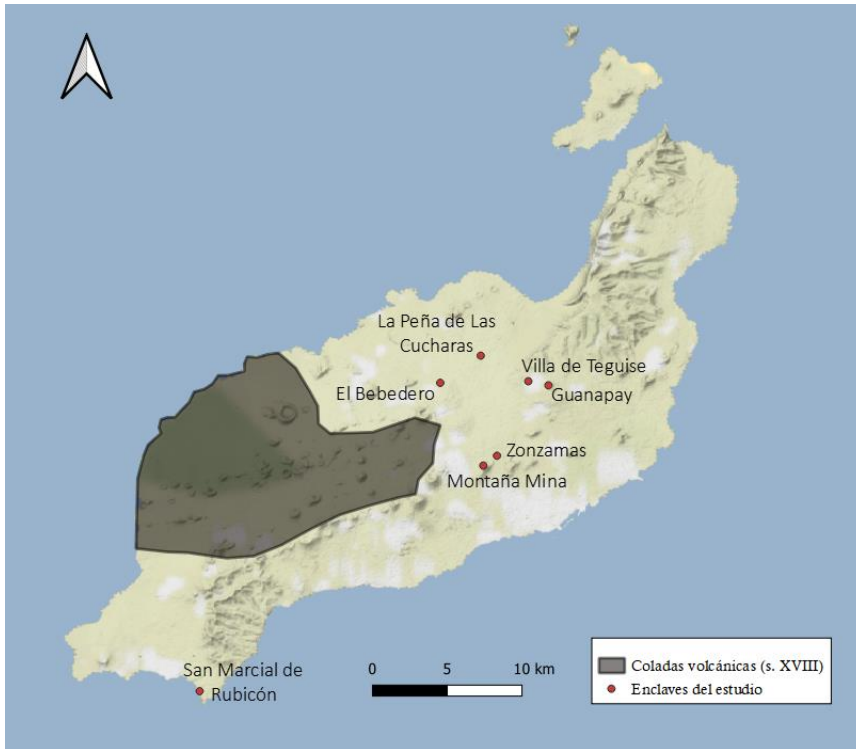 La Peña de Las
Cucharas
Villa de Teguise
El Bebedero
Guanapay
Zonzamas
Montaña Mina
San Marcial de
Rubicón
0 5 10 km
Coladas volcánicas (s. XVIII)
Enclaves del estudio